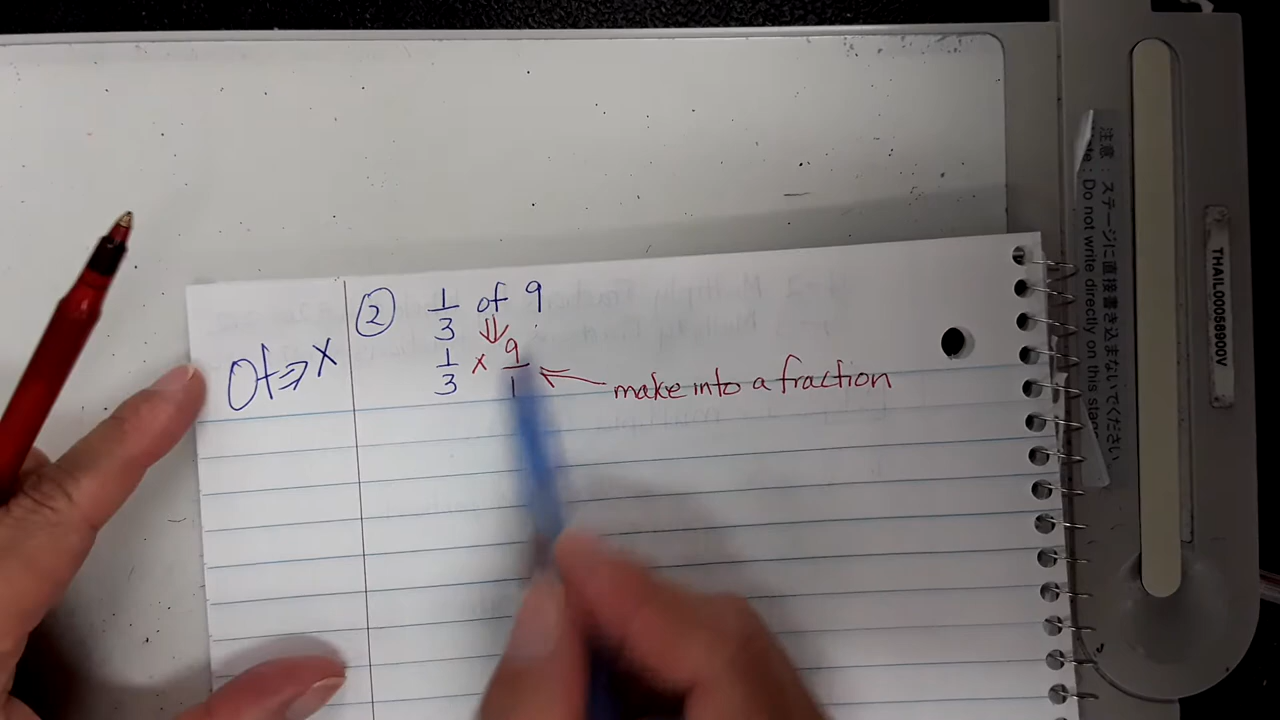 ② 1/3 of 9
Of ⇒ x
1/3 x 9/1 ← make into a fraction
注意：ステージに直接書き込まないでください
Note: Do not write directly on this stage
THAIL00058900V